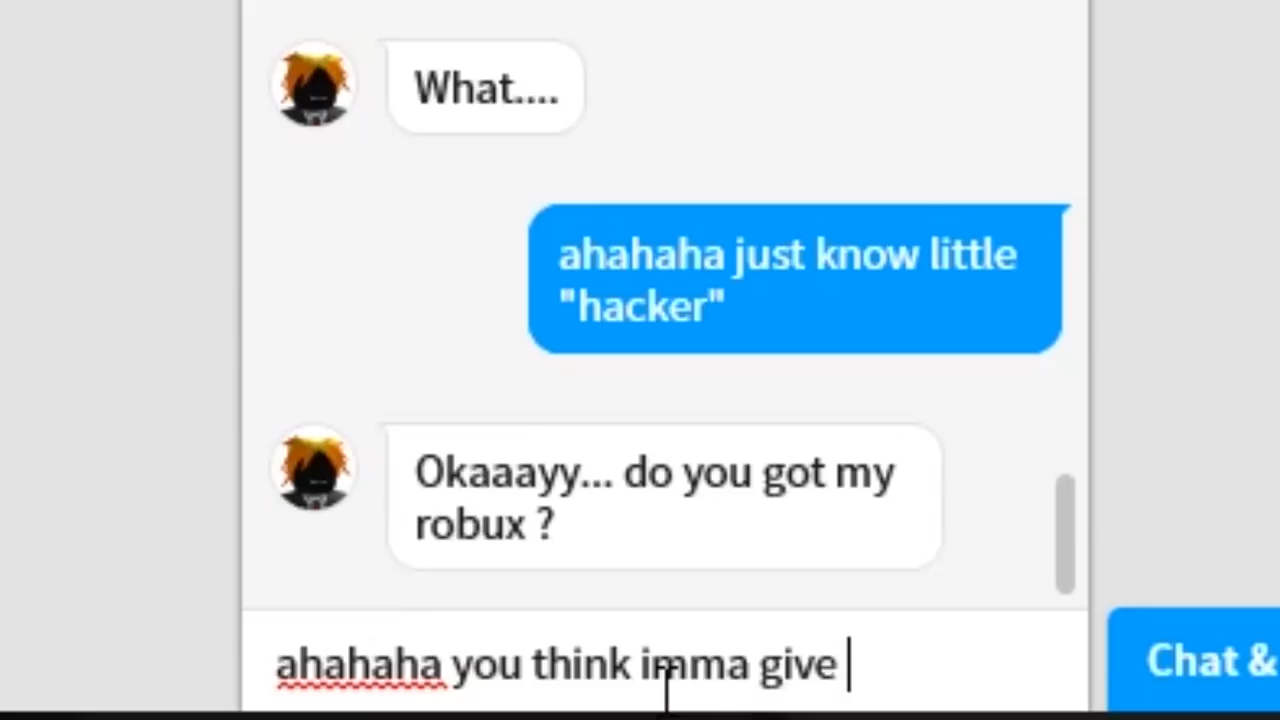 What....
ahahaha just know little
"hacker"
Okaaayy... do you got my
robux ?
ahahaha you think imma give
Chat &